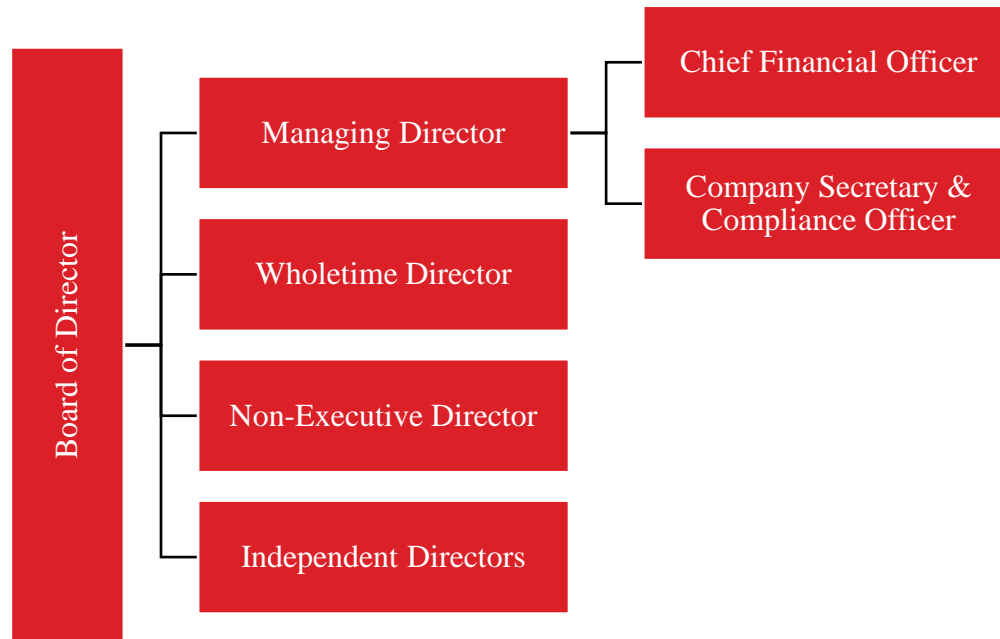 Board of Director
Managing Director
Chief Financial Officer
Company Secretary &
Compliance Officer
Wholetime Director
Non-Executive Director
Independent Directors